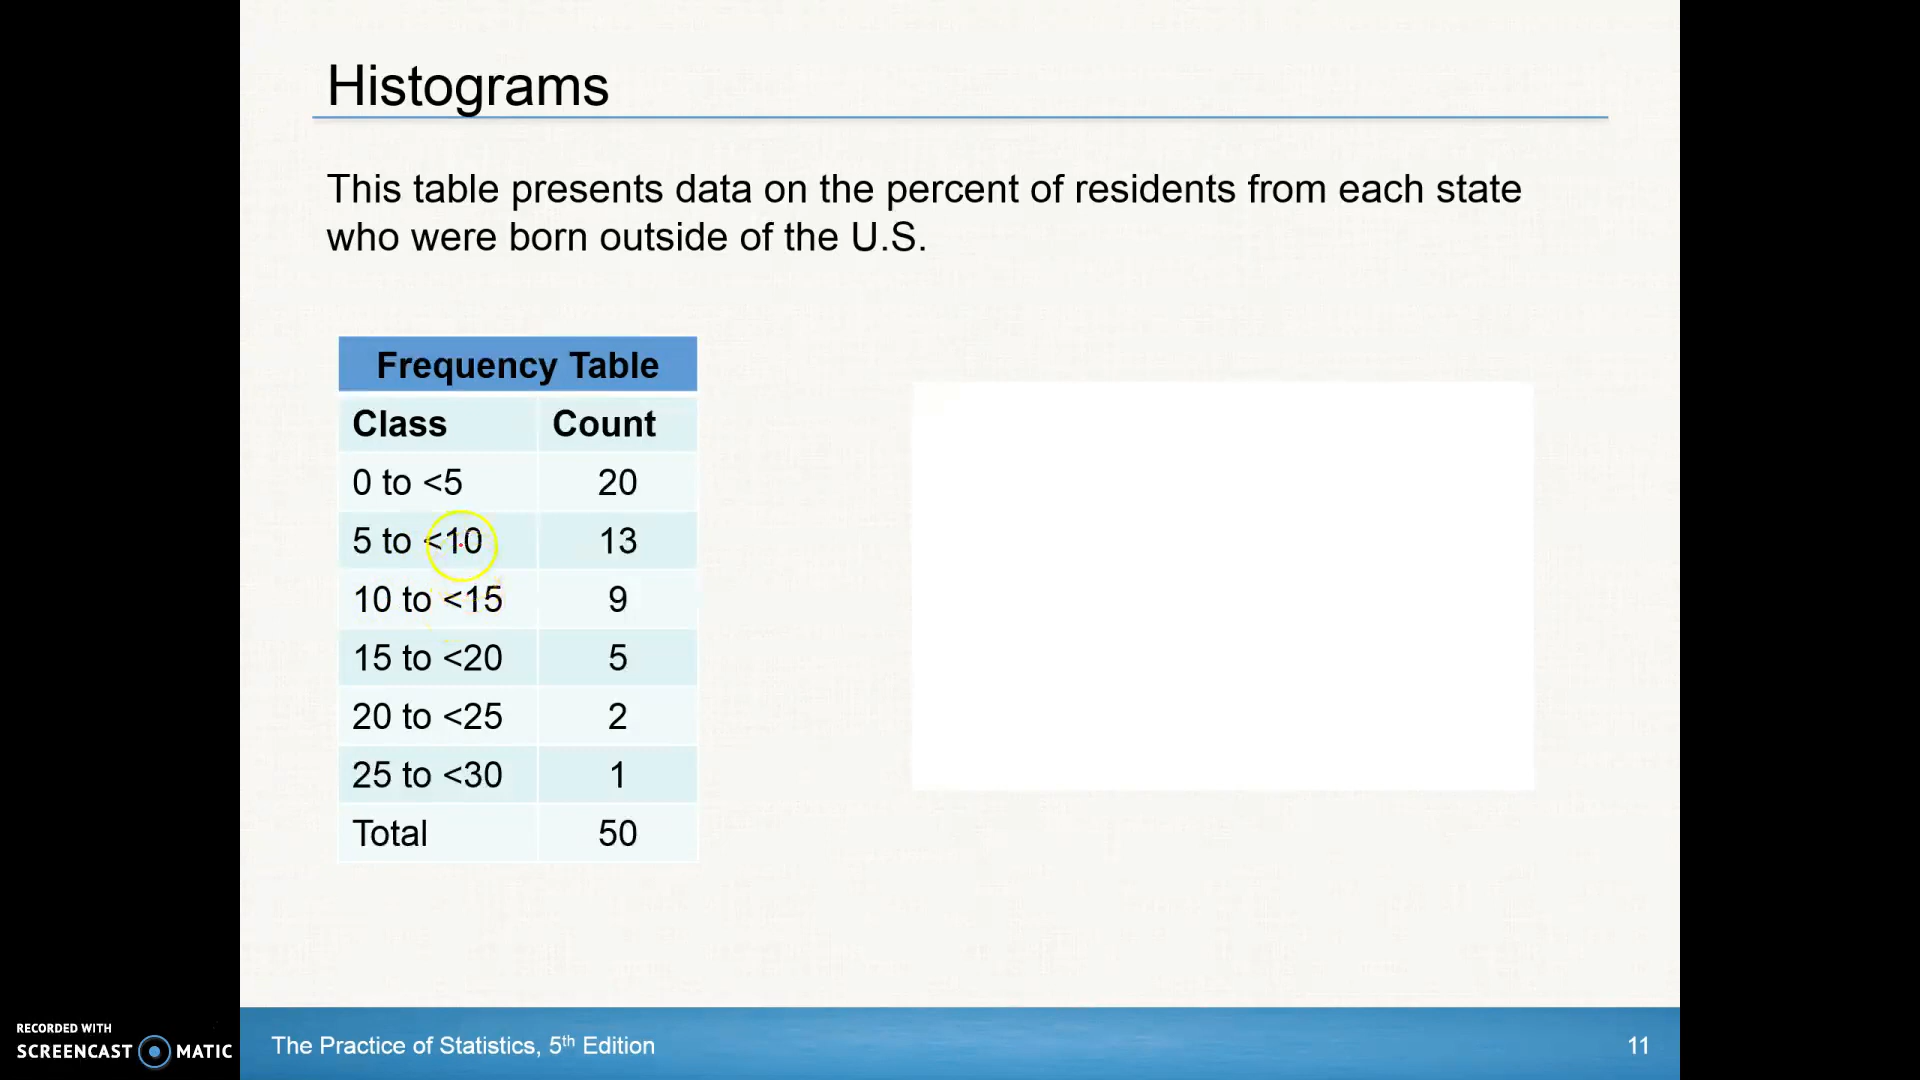 Histograms
This table presents data on the percent of residents from each state
who were born outside of the U.S.
Frequency Table
Class Count
0 to <5 20
5 to <10 13
10 to <15 9
15 to <20 5
20 to <25 2
25 to <30 1
Total 50
RECORDED WITH
SCREENCAST MATIC
The Practice of Statistics, 5th Edition
11